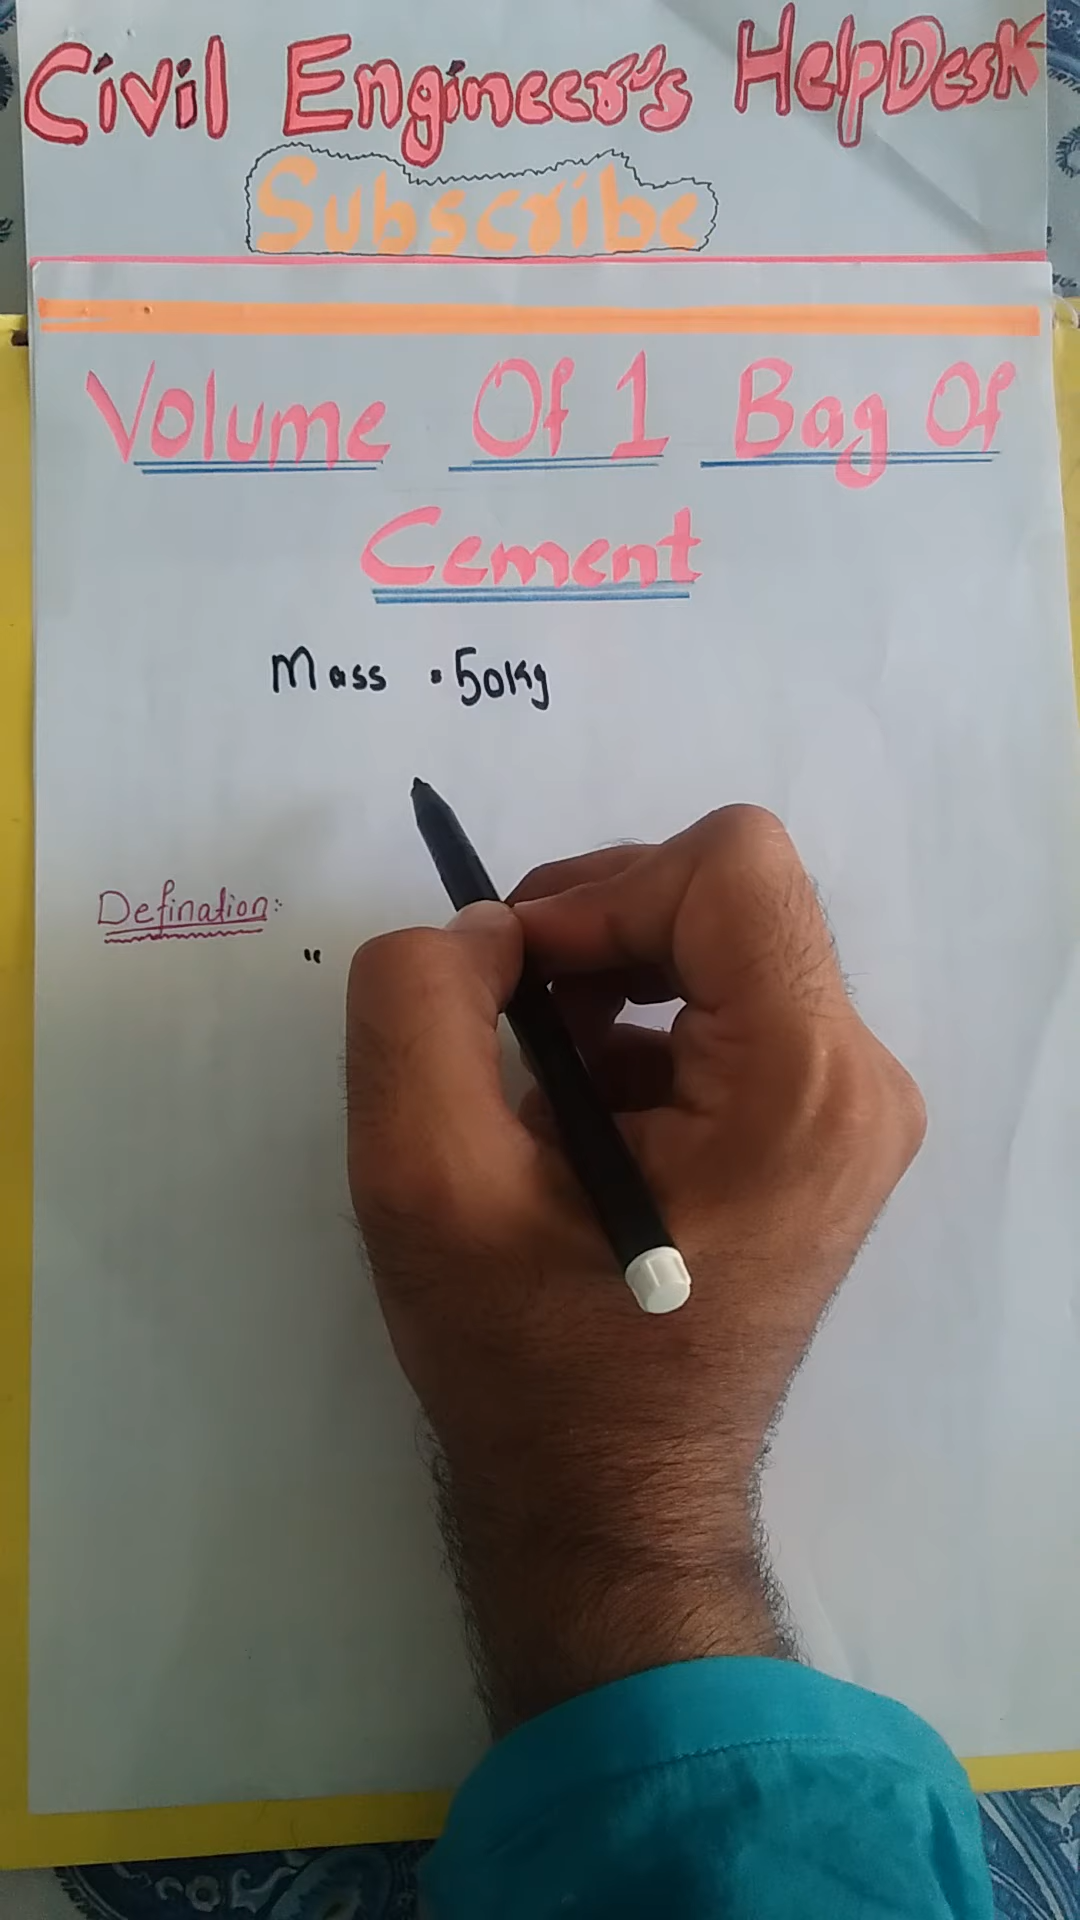 Civil Engineer's HelpDesk
Subscribe
Volume Of 1 Bag Of
Cement
Mass = 50Kg
Defination:
"